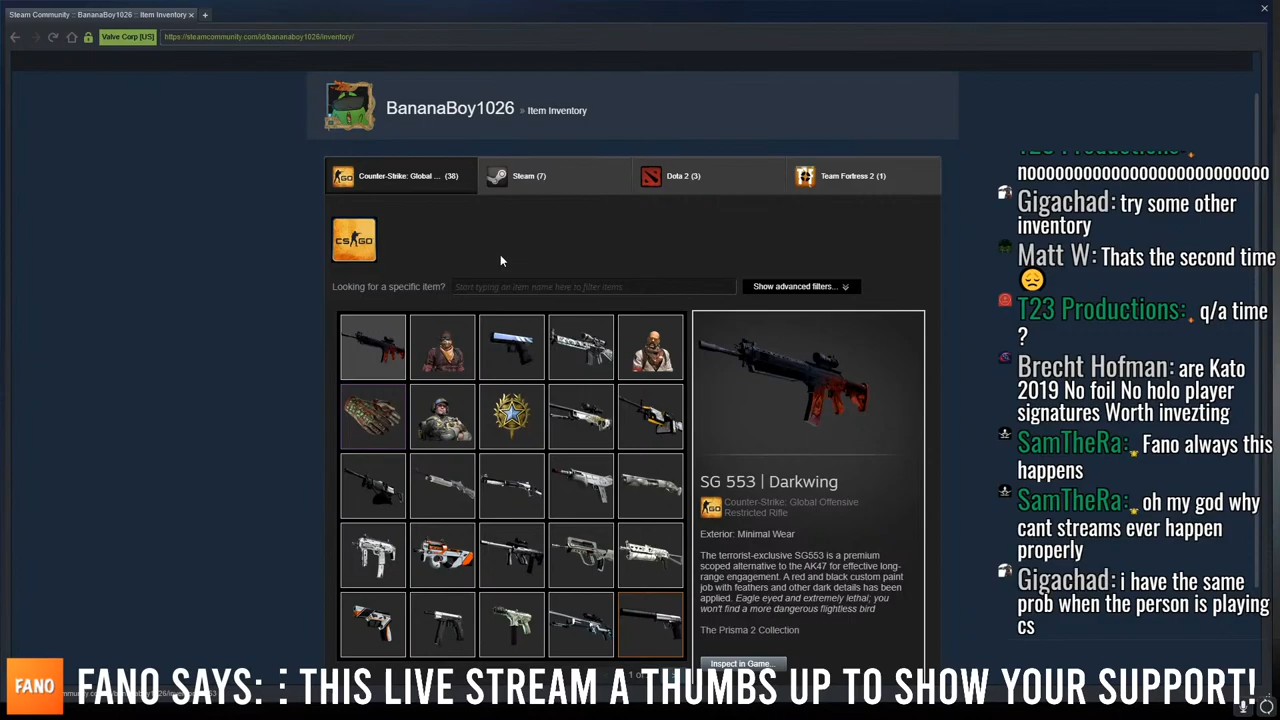 Steam Community :: BananaBoy1026 :: Item Inventory × +
Valve Corp [US] https://steamcommunity.com/id/bananaboy1026/inventory/
BananaBoy1026 » Item Inventory
Counter-Strike: Global ... (38) Steam (7) Dota 2 (3) Team Fortress 2 (1)
CS GO
Looking for a specific item? Start typing an item name here to filter items Show advanced filters...
SG 553 | Darkwing
Counter-Strike: Global Offensive
Restricted Rifle
Exterior: Minimal Wear
The terrorist-exclusive SG553 is a premium
scoped alternative to the AK47 for effective long-
range engagement. A red and black custom paint
job with feathers and other dark details has been
applied. Eagle eyed and extremely lethal; you
won't find a more dangerous flightless bird
The Prisma 2 Collection
Inspect in Game...
T23 Productions:
noooooooooooooooooooooooooo
Gigachad: try some other
inventory
Matt W: Thats the second time
😔
T23 Productions: q/a time
?
Brecht Hofman: are Kato
2019 No foil No holo player
signatures Worth invezting
SamTheRa: Fano always this
happens
SamTheRa: oh my god why
cant streams ever happen
properly
Gigachad: i have the same
prob when the person is playing
cs
FANO FANO SAYS: : THIS LIVE STREAM A THUMBS UP TO SHOW YOUR SUPPORT!